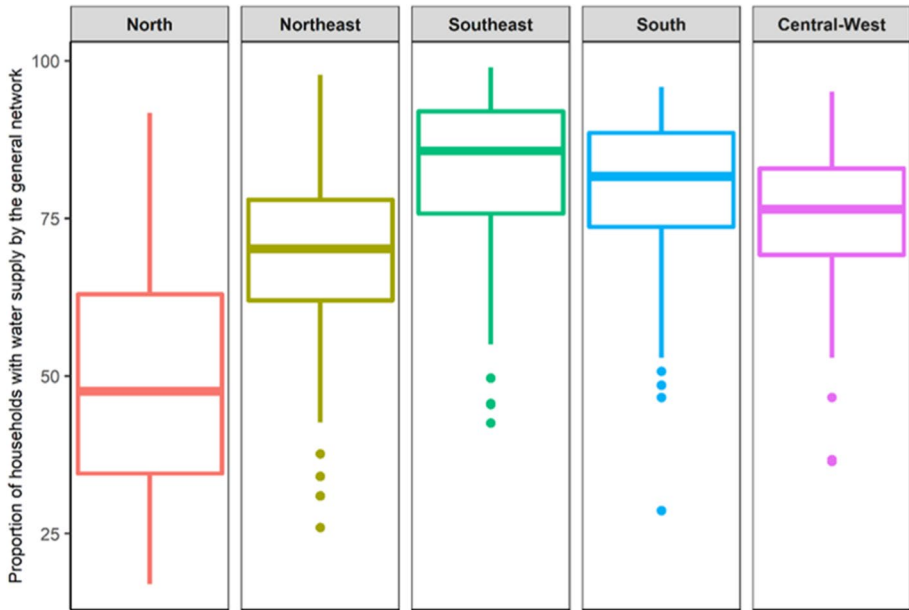 North
Northeast
Southeast
South
Central-West
Proportion of households with water supply by the general network
100
75
50
25